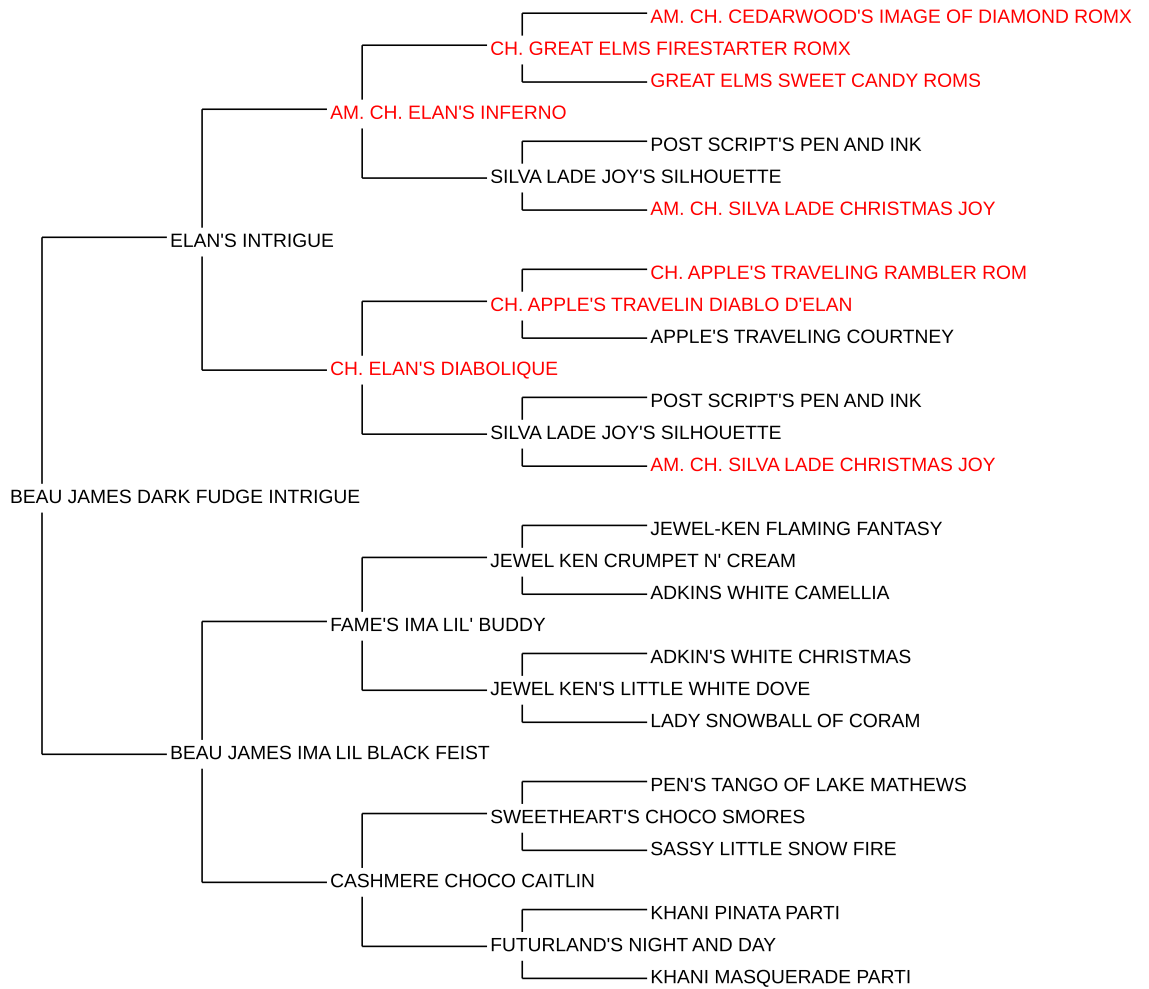 AM. CH. CEDARWOOD'S IMAGE OF DIAMOND ROMX
CH. GREAT ELMS FIRESTARTER ROMX
GREAT ELMS SWEET CANDY ROMS
AM. CH. ELAN'S INFERNO
POST SCRIPT'S PEN AND INK
SILVA LADE JOY'S SILHOUETTE
AM. CH. SILVA LADE CHRISTMAS JOY
ELAN'S INTRIGUE
CH. APPLE'S TRAVELING RAMBLER ROM
CH. APPLE'S TRAVELIN DIABLO D'ELAN
APPLE'S TRAVELING COURTNEY
CH. ELAN'S DIABOLIQUE
POST SCRIPT'S PEN AND INK
SILVA LADE JOY'S SILHOUETTE
AM. CH. SILVA LADE CHRISTMAS JOY
BEAU JAMES DARK FUDGE INTRIGUE
JEWEL-KEN FLAMING FANTASY
JEWEL KEN CRUMPET N' CREAM
ADKINS WHITE CAMELLIA
FAME'S IMA LIL' BUDDY
ADKIN'S WHITE CHRISTMAS
JEWEL KEN'S LITTLE WHITE DOVE
LADY SNOWBALL OF CORAM
BEAU JAMES IMA LIL BLACK FEIST
PEN'S TANGO OF LAKE MATHEWS
SWEETHEART'S CHOCO SMORES
SASSY LITTLE SNOW FIRE
CASHMERE CHOCO CAITLIN
KHANI PINATA PARTI
FUTURLAND'S NIGHT AND DAY
KHANI MASQUERADE PARTI